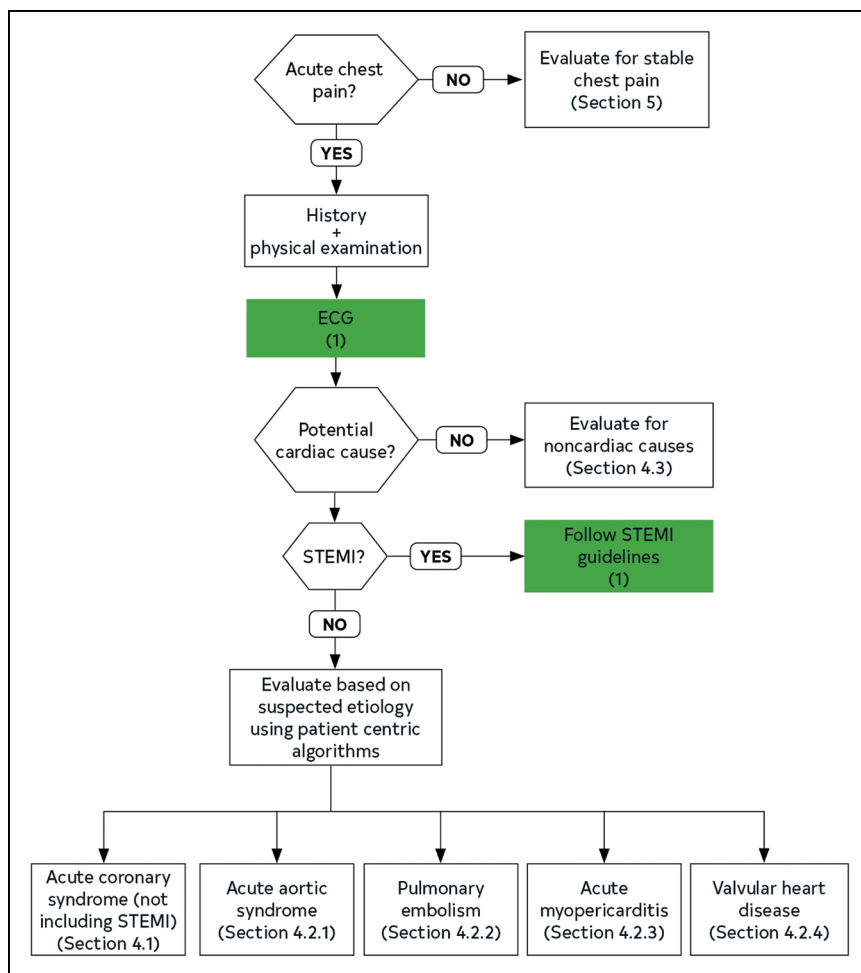 Acute chest
pain?
NO
Evaluate for stable
chest pain
(Section 5)
YES
History
+
physical examination
ECG
(1)
Potential
cardiac cause?
NO
Evaluate for
noncardiac causes
(Section 4.3)
STEMI?
YES
Follow STEMI
guidelines
(1)
NO
Evaluate based on
suspected etiology
using patient centric
algorithms
Acute coronary
syndrome (not
including STEMI)
(Section 4.1)
Acute aortic
syndrome
(Section 4.2.1)
Pulmonary
embolism
(Section 4.2.2)
Acute
myopericarditis
(Section 4.2.3)
Valvular heart
disease
(Section 4.2.4)